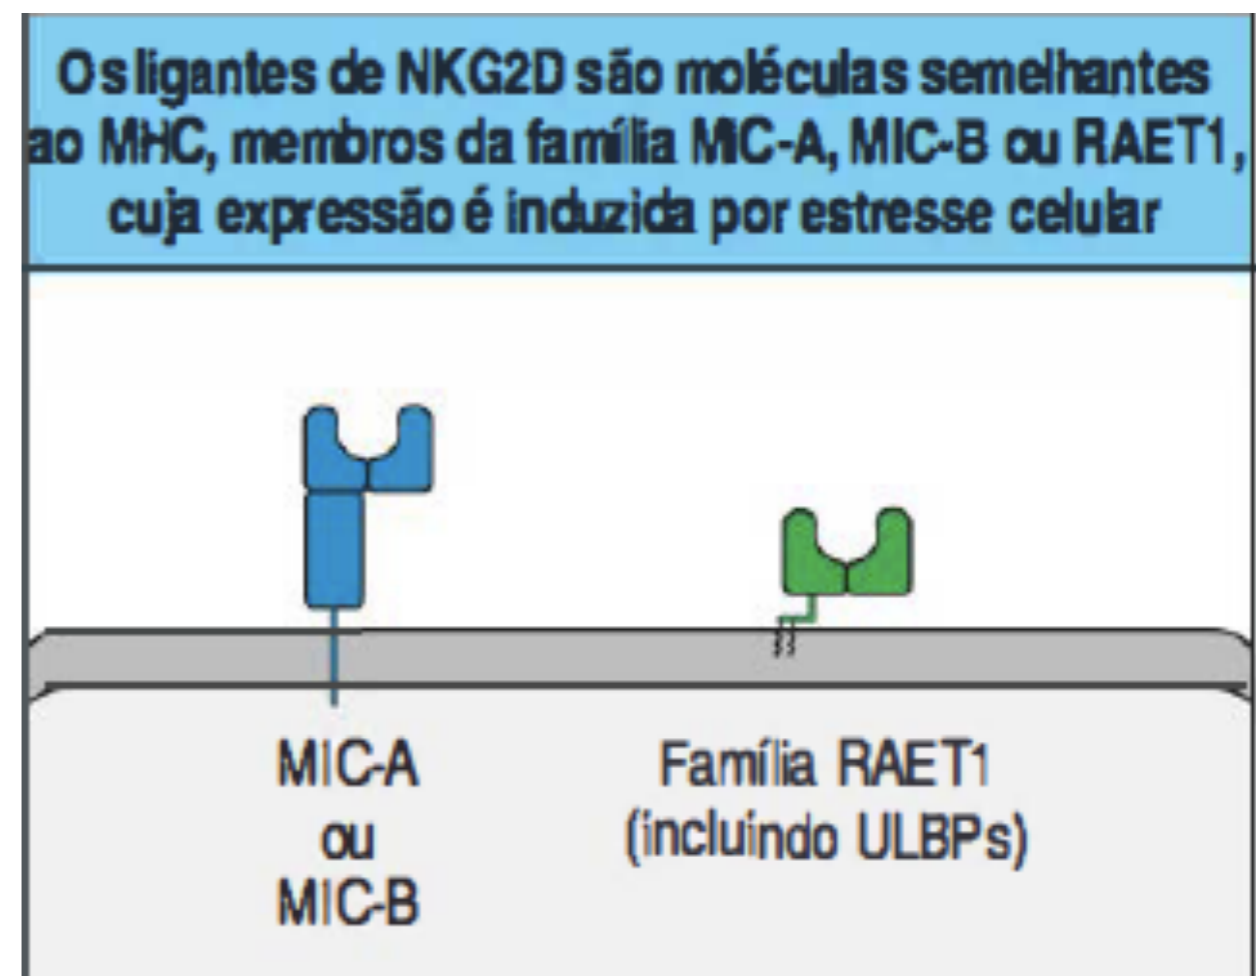 Os ligantes de NKG2D são moléculas semelhantes
ao MHC, membros da família MIC-A, MIC-B ou RAET1,
cuja expressão é induzida por estresse celular
MIC-A
ou
MIC-B
Família RAET1
(incluindo ULBPs)